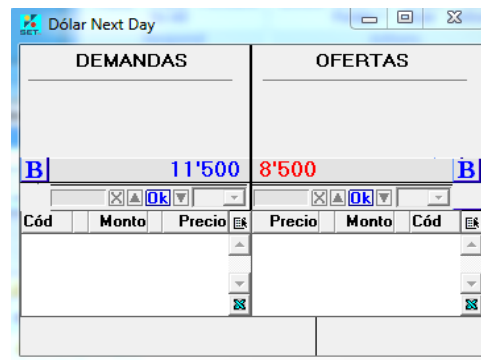 SET Dólar Next Day
DEMANDAS OFERTAS
B 11'500 8'500 B
Ok Ok
Cód Monto Precio Precio Monto Cód